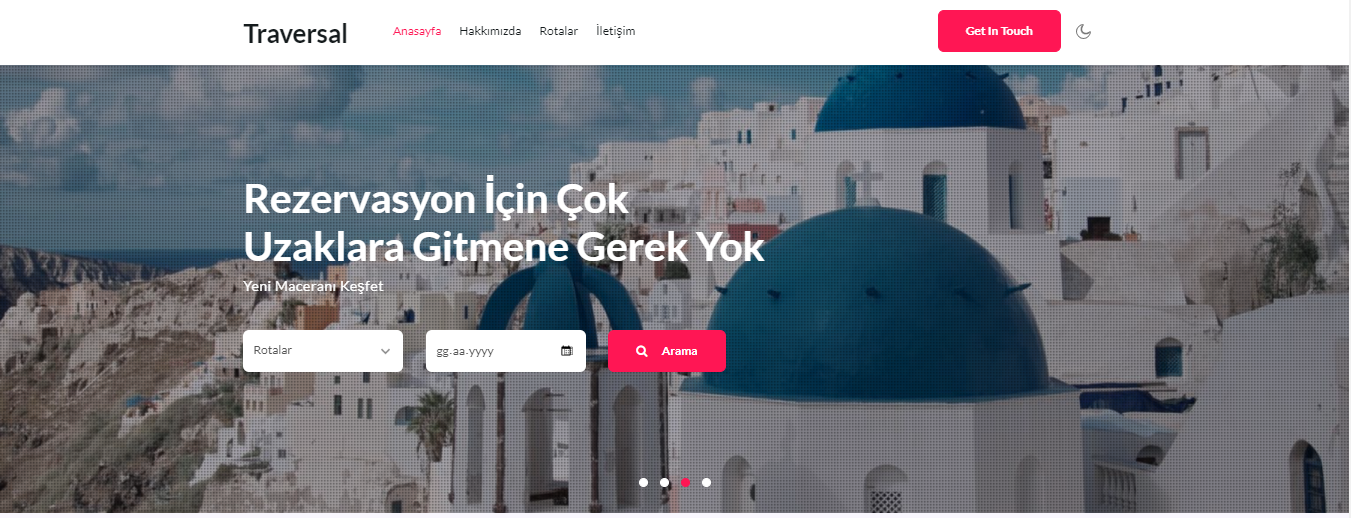 Traversal
Anasayfa Hakkımızda Rotalar İletişim
Get In Touch
Rezervasyon İçin Çok
Uzaklara Gitmene Gerek Yok
Yeni Maceranı Keşfet
Rotalar
gg.aa.yyyy
Arama